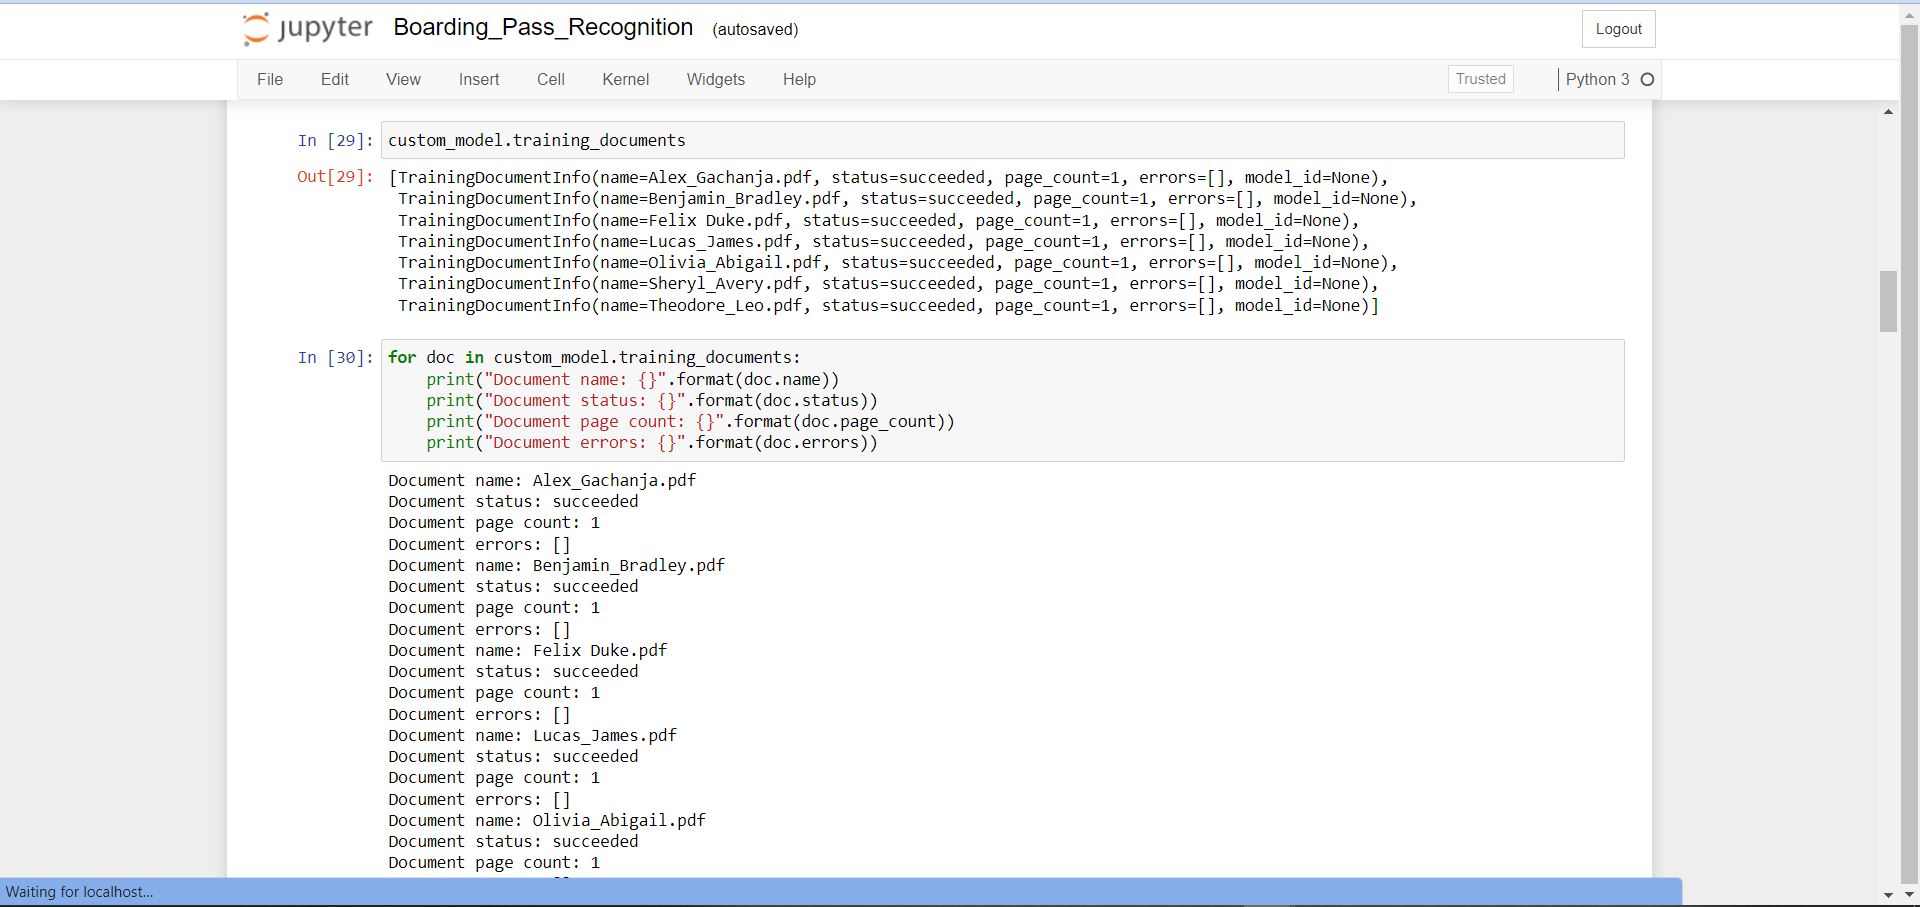 jupyter Boarding_Pass_Recognition (autosaved) Logout
File Edit View Insert Cell Kernel Widgets Help Trusted Python 3
In [29]: custom_model.training_documents
Out[29]: [TrainingDocumentInfo(name=Alex_Gachanja.pdf, status=succeeded, page_count=1, errors=[], model_id=None),
TrainingDocumentInfo(name=Benjamin_Bradley.pdf, status=succeeded, page_count=1, errors=[], model_id=None),
TrainingDocumentInfo(name=Felix Duke.pdf, status=succeeded, page_count=1, errors=[], model_id=None),
TrainingDocumentInfo(name=Lucas_James.pdf, status=succeeded, page_count=1, errors=[], model_id=None),
TrainingDocumentInfo(name=Olivia_Abigail.pdf, status=succeeded, page_count=1, errors=[], model_id=None),
TrainingDocumentInfo(name=Sheryl_Avery.pdf, status=succeeded, page_count=1, errors=[], model_id=None),
TrainingDocumentInfo(name=Theodore_Leo.pdf, status=succeeded, page_count=1, errors=[], model_id=None)]
In [30]: for doc in custom_model.training_documents:
print("Document name: {}".format(doc.name))
print("Document status: {}".format(doc.status))
print("Document page count: {}".format(doc.page_count))
print("Document errors: {}".format(doc.errors))
Document name: Alex_Gachanja.pdf
Document status: succeeded
Document page count: 1
Document errors: []
Document name: Benjamin_Bradley.pdf
Document status: succeeded
Document page count: 1
Document errors: []
Document name: Felix Duke.pdf
Document status: succeeded
Document page count: 1
Document errors: []
Document name: Lucas_James.pdf
Document status: succeeded
Document page count: 1
Document errors: []
Document name: Olivia_Abigail.pdf
Document status: succeeded
Document page count: 1
Waiting for localhost...